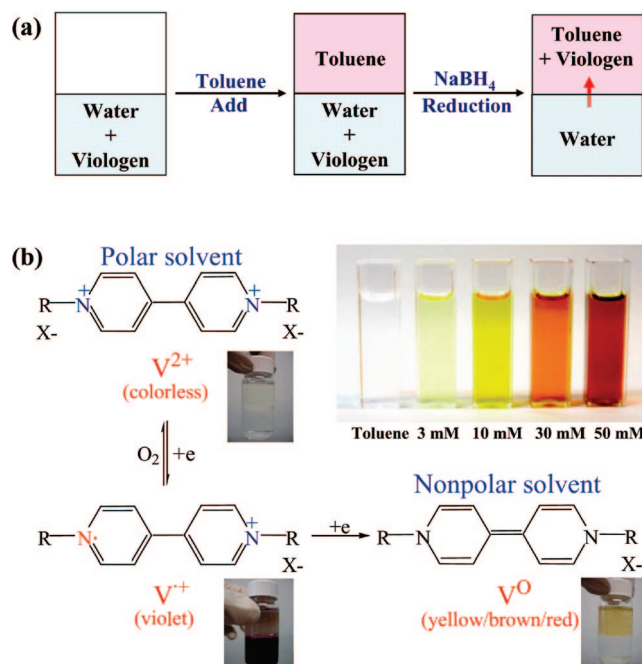 (a)
Water
+
Viologen
Toluene
Add
Toluene
Water
+
Viologen
NaBH₄
Reduction
Toluene
+ Viologen
Water
(b)
Polar solvent
R N + N + R
X- X-
V²⁺
(colorless)
O₂ +e
Toluene 3 mM 10 mM 30 mM 50 mM
R N· N + R
X-
V·⁺
(violet)
+e
Nonpolar solvent
R N N R
X-
V⁰
(yellow/brown/red)